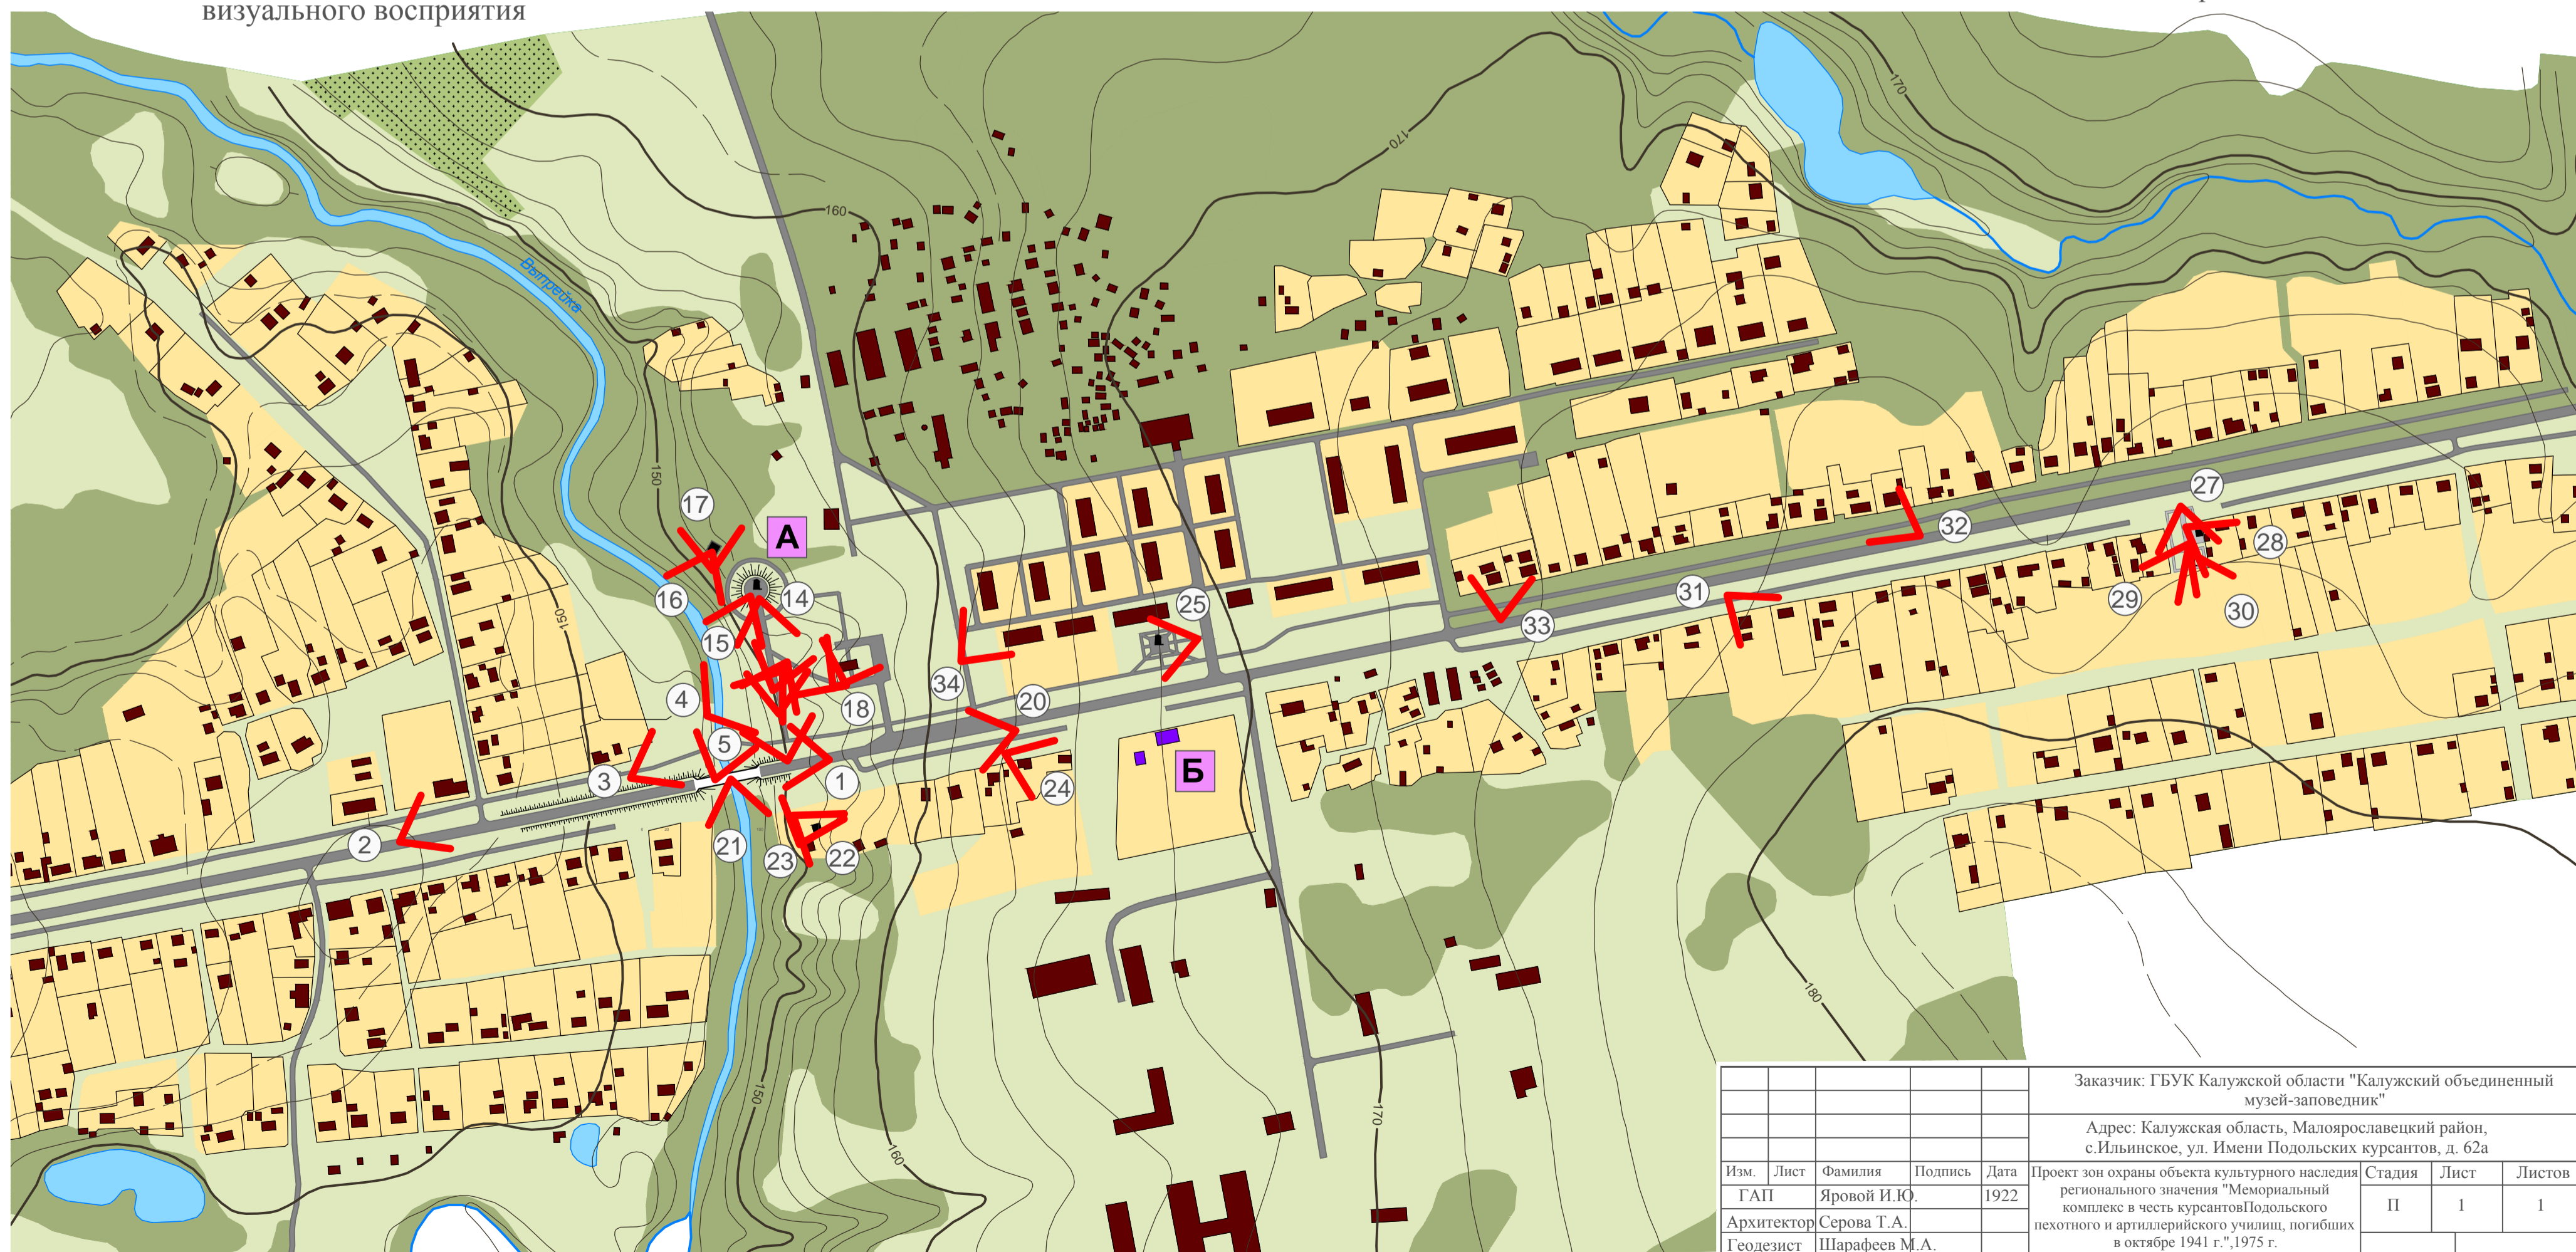 визуального восприятия
170
170
160
Вытрейка
150
17
А
27
32
28
16
14
25
31
29
30
15
33
150
34
4
20
18
5
3
1
Б
24
2
21
23
22
180
150
170
160
Заказчик: ГБУК Калужской области "Калужский объединенный
музей-заповедник"
Адрес: Калужская область, Малоярославецкий район,
с.Ильинское, ул. Имени Подольских курсантов, д. 62а
Изм. Лист Фамилия Подпись Дата
Проект зон охраны объекта культурного наследия
регионального значения "Мемориальный
комплекс в честь курсантовПодольского
пехотного и артиллерийского училищ, погибших
в октябре 1941 г.",1975 г.
Стадия Лист Листов
П 1 1
ГАП Яровой И.Ю. 1922
Архитектор Серова Т.А.
Геодезист Шарафеев М.А.